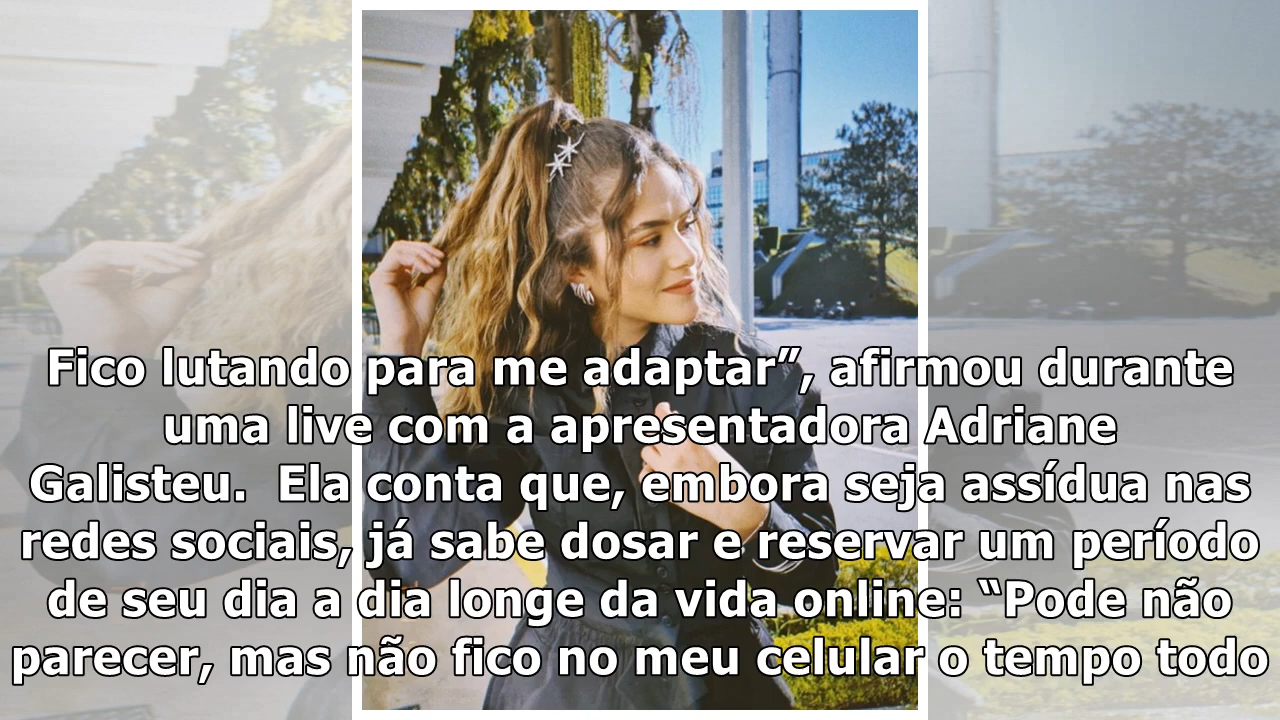 Fico lutando para me adaptar”, afirmou durante
uma live com a apresentadora Adriane
Galisteu.  Ela conta que, embora seja assídua nas
redes sociais, já sabe dosar e reservar um período
de seu dia a dia longe da vida online: “Pode não
parecer, mas não fico no meu celular o tempo todo